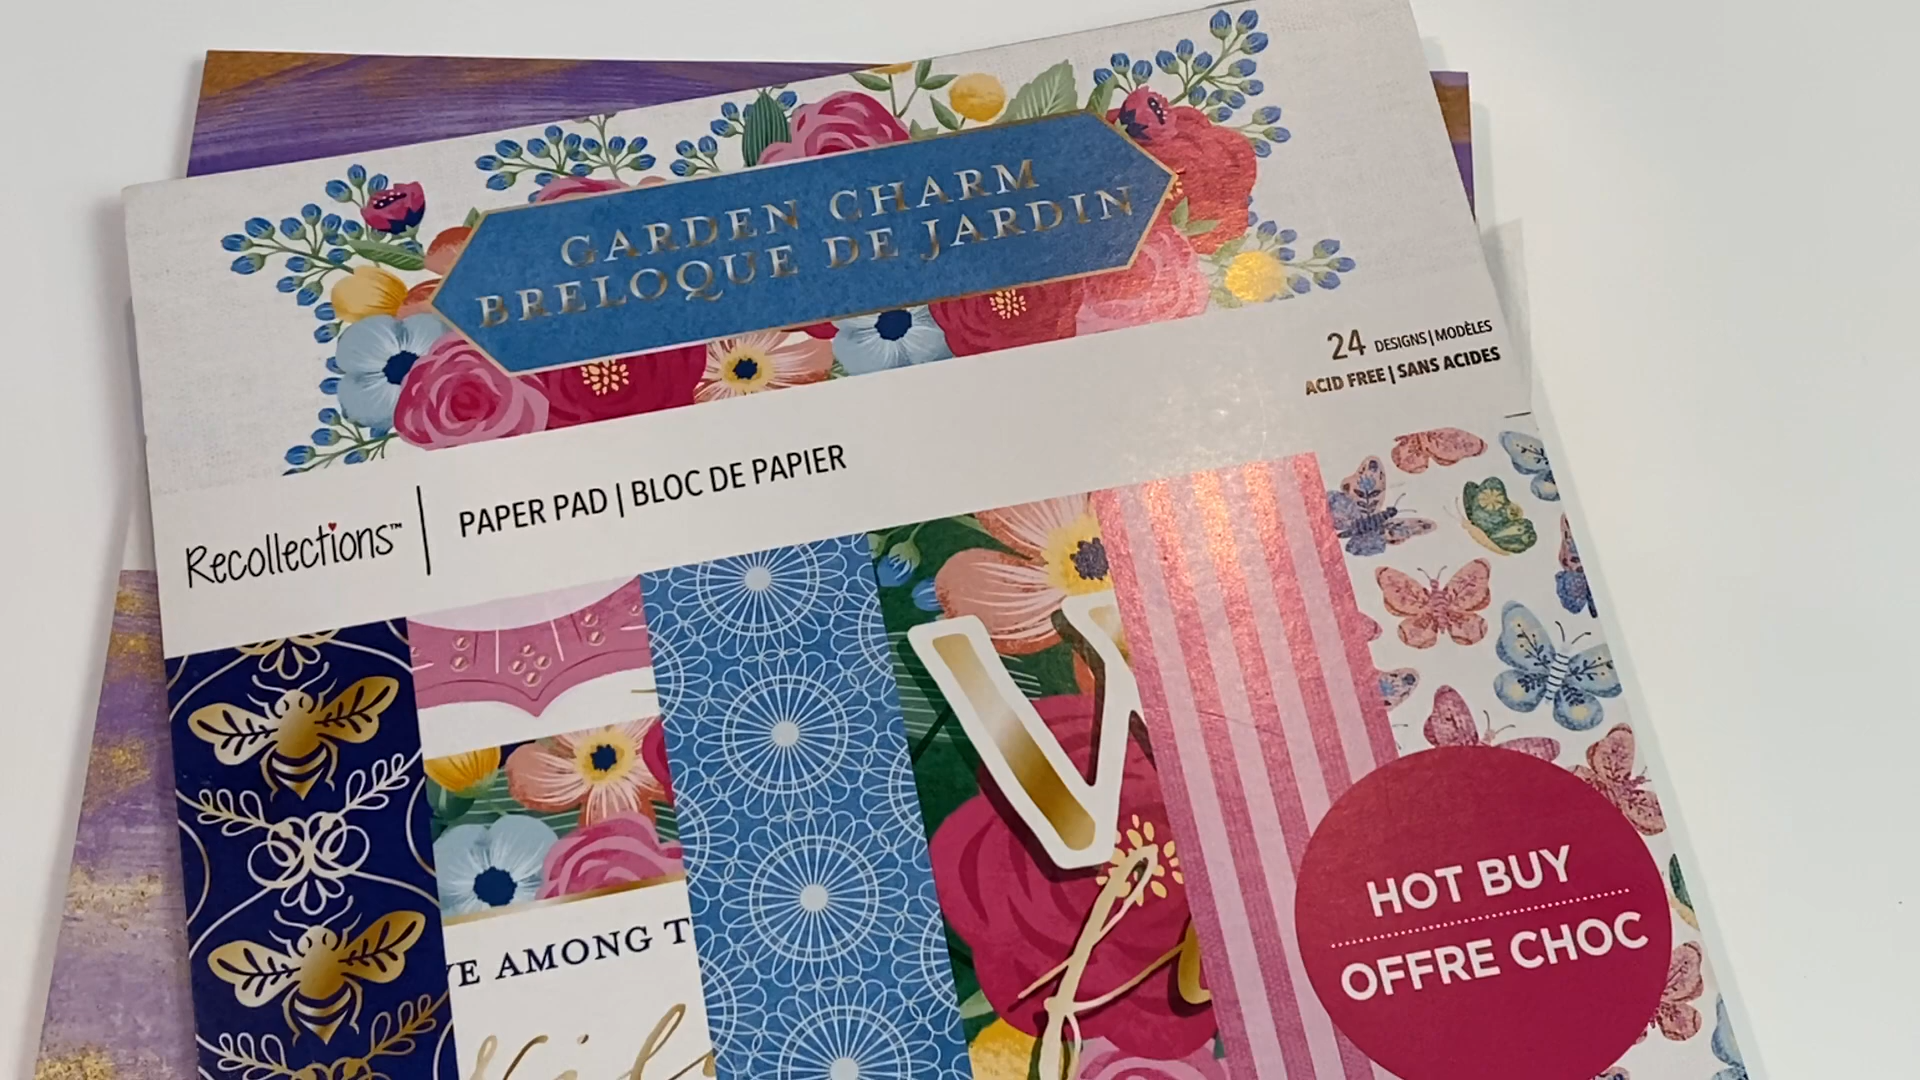 GARDEN CHARM
BRELOQUE DE JARDIN
24 DESIGNS | MODÈLES
ACID FREE | SANS ACIDES
Recollections™ | PAPER PAD | BLOC DE PAPIER
AMONG
HOT BUY
OFFRE CHOC